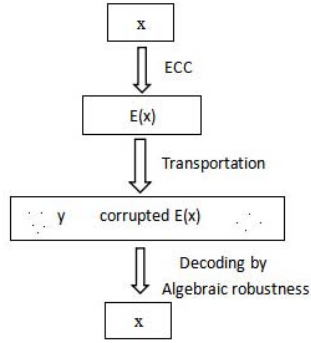 x
ECC
E(x)
Transportation
y corrupted E(x)
Decoding by
Algebraic robustness
x